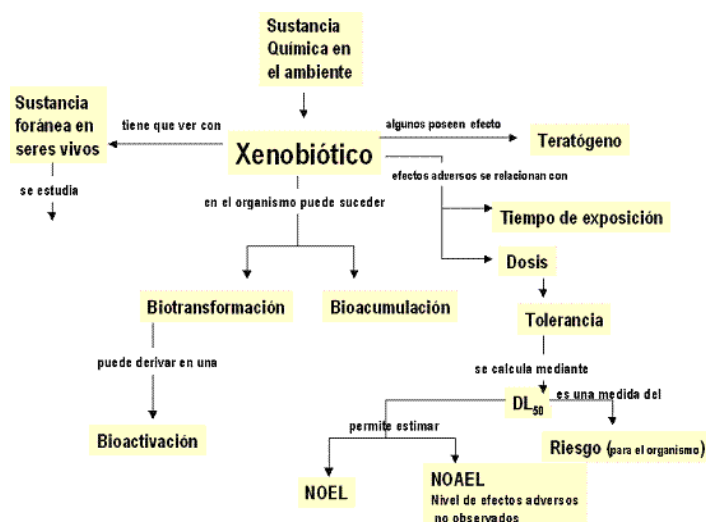 Sustancia
Química en
el ambiente
Sustancia
foránea en
seres vivos
tiene que ver con
algunos poseen efecto
Teratógeno
Xenobiótico
efectos adversos se relacionan con
se estudia
en el organismo puede suceder
Tiempo de exposición
Dosis
Biotransformación
Bioacumulación
Tolerancia
puede derivar en una
se calcula mediante
DL50
es una medida del
permite estimar
Bioactivación
Riesgo (para el organismo)
NOEL
NOAEL
Nivel de efectos adversos
no observados